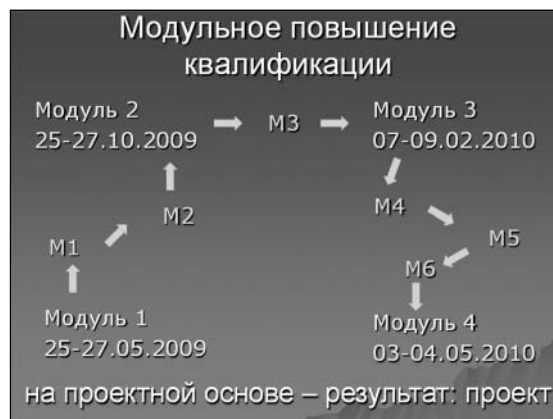 Модульное повышение
квалификации
Модуль 2
25-27.10.2009
М3
Модуль 3
07-09.02.2010
М2
М4
М1
М5
М6
Модуль 1
25-27.05.2009
Модуль 4
03-04.05.2010
на проектной основе – результат: проект